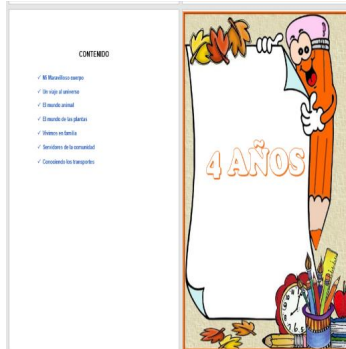 CONTENIDO
✓ Mi Maravilloso cuerpo
✓ Un viaje al universo
✓ El mundo animal
✓ El mundo de las plantas
✓ Vivimos en familia
✓ Servidores de la comunidad
✓ Conociendo los transportes
4 AÑOS